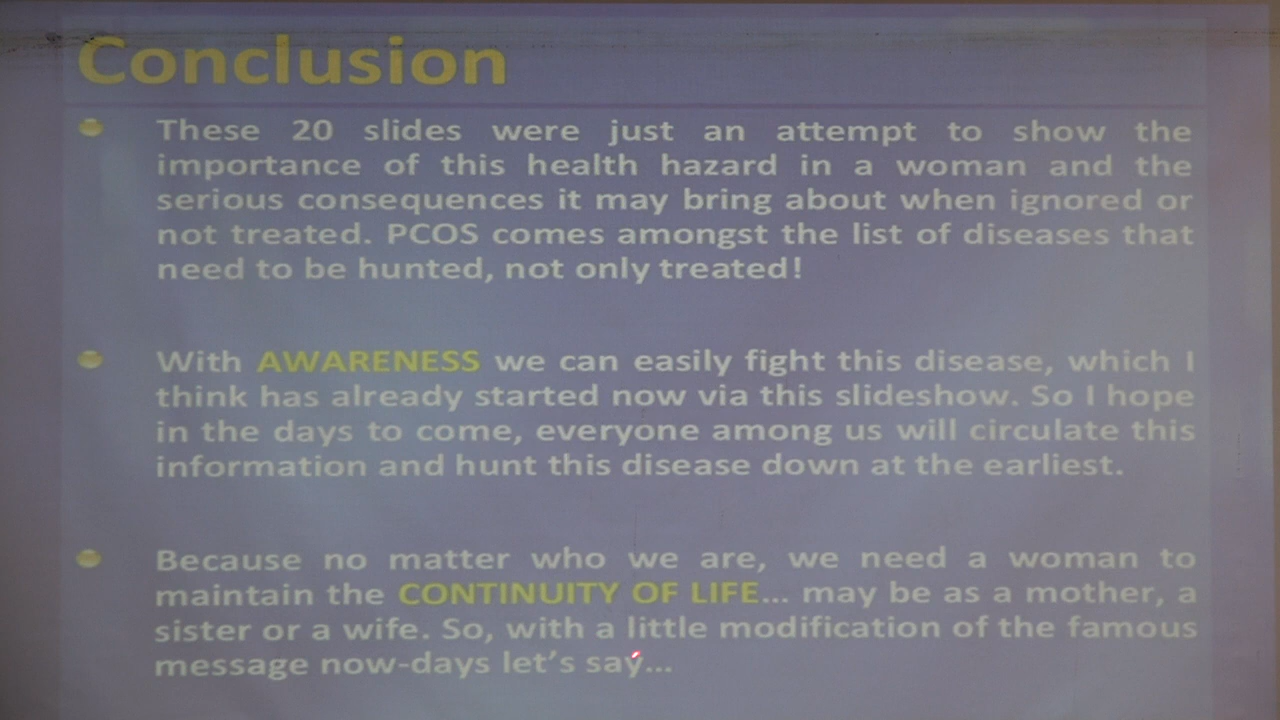 Conclusion
These 20 slides were just an attempt to show the
importance of this health hazard in a woman and the
serious consequences it may bring about when ignored or
not treated. PCOS comes amongst the list of diseases that
need to be hunted, not only treated!
With AWARENESS we can easily fight this disease, which I
think has already started now via this slideshow. So I hope
in the days to come, everyone among us will circulate this
information and hunt this disease down at the earliest.
Because no matter who we are, we need a woman to
maintain the CONTINUITY OF LIFE... may be as a mother, a
sister or a wife. So, with a little modification of the famous
message now-days let's say...